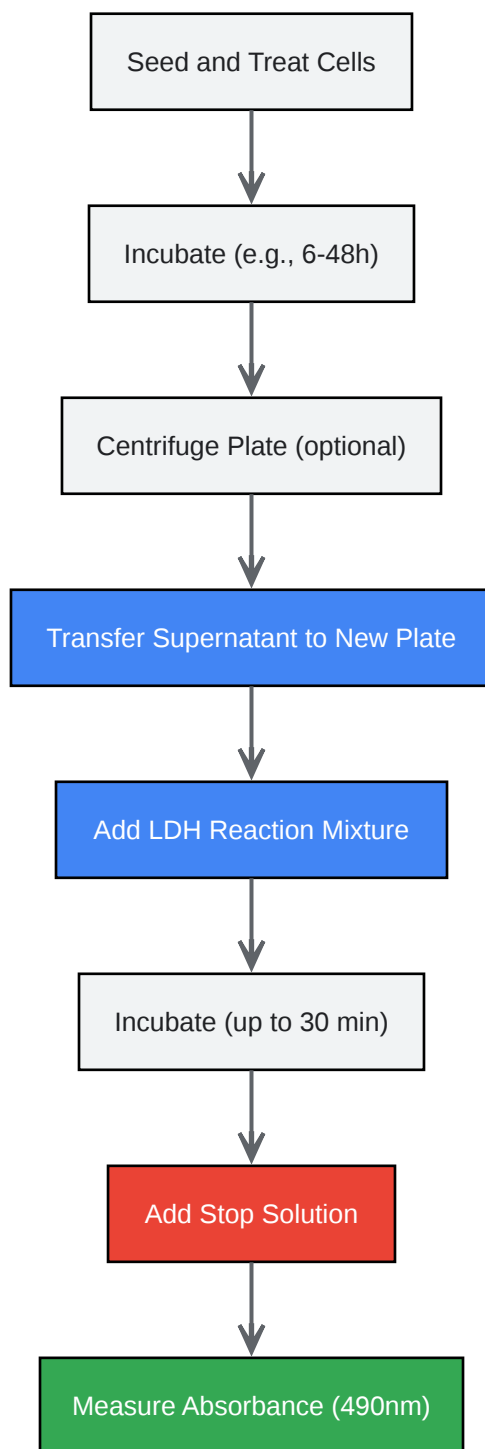 Seed and Treat Cells
Incubate (e.g., 6-48h)
Centrifuge Plate (optional)
Transfer Supernatant to New Plate
Add LDH Reaction Mixture
Incubate (up to 30 min)
Add Stop Solution
Measure Absorbance (490nm)